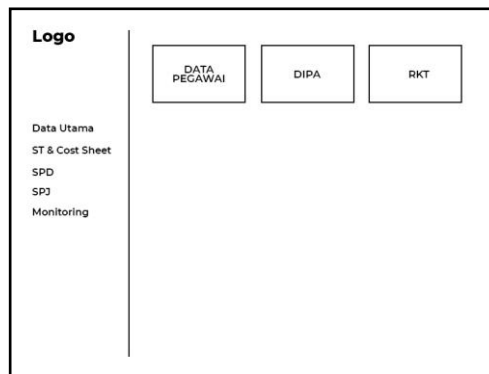 Logo
Data Utama
ST & Cost Sheet
SPD
SPJ
Monitoring
DATA
PEGAWAI
DIPA
RKT